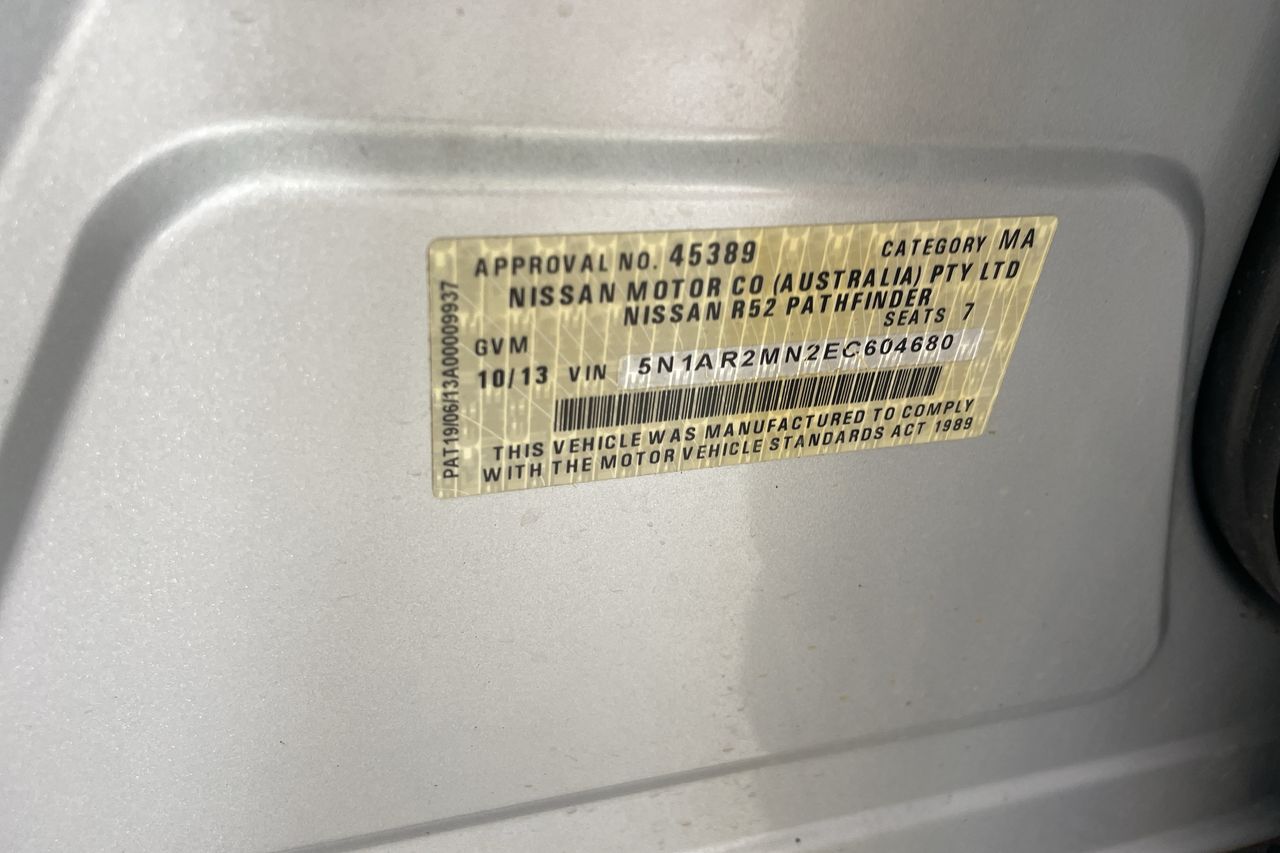 APPROVAL NO. 45389 CATEGORY MA
NISSAN MOTOR CO (AUSTRALIA) PTY LTD
NISSAN R52 PATHFINDER
SEATS 7
GVM
10/13 VIN 5N1AR2MN2EC604680
THIS VEHICLE WAS MANUFACTURED TO COMPLY
WITH THE MOTOR VEHICLE STANDARDS ACT 1989
PAT19/06/13A00009937